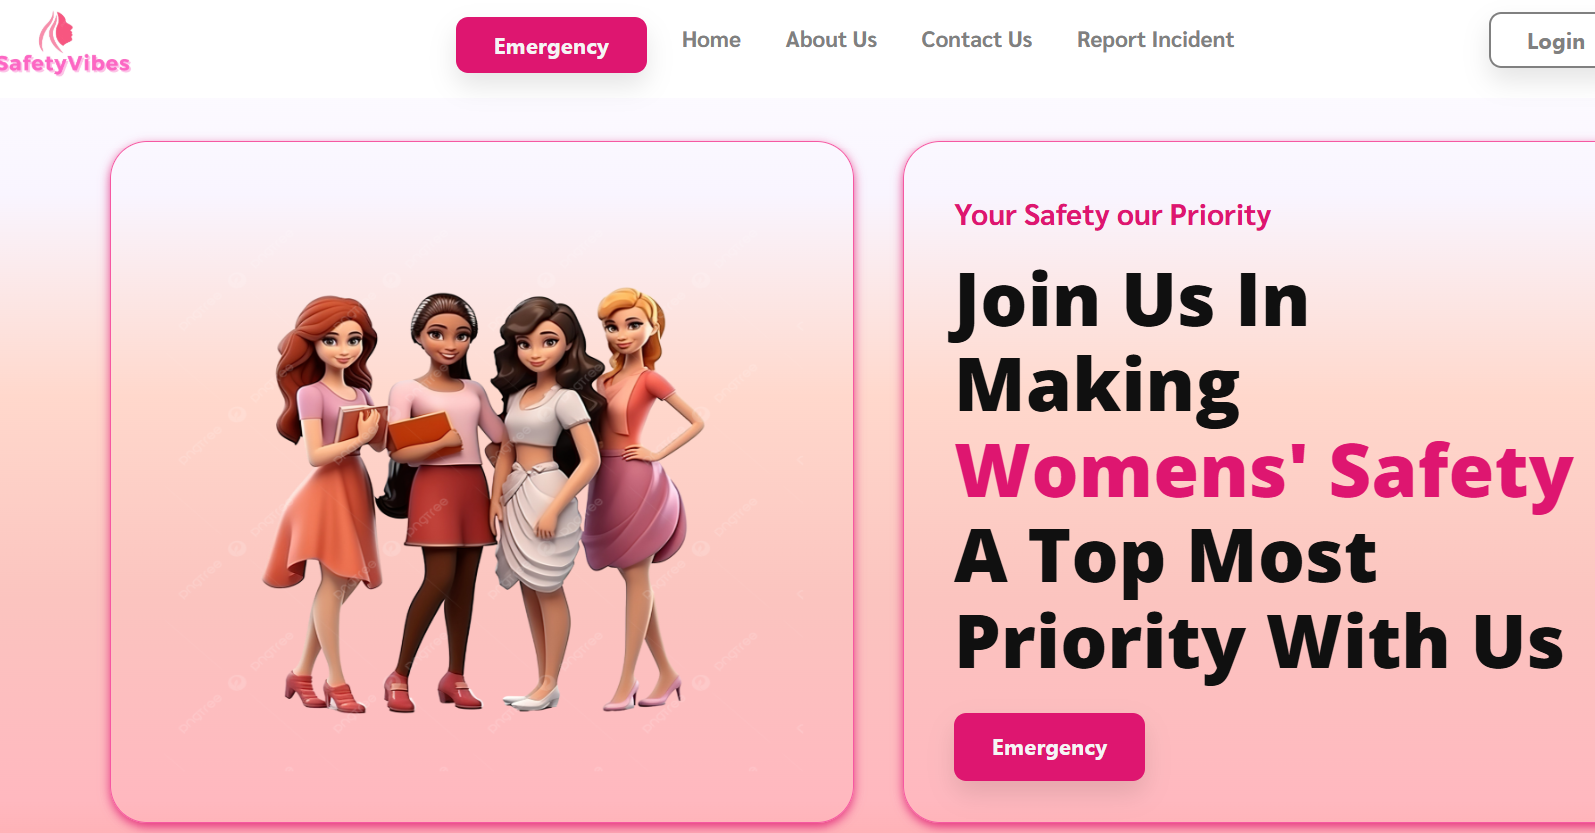 SafetyVibes
Emergency Home About Us Contact Us Report Incident Login
Your Safety our Priority
Join Us In
Making
Womens' Safety
A Top Most
Priority With Us
Emergency
pngtree